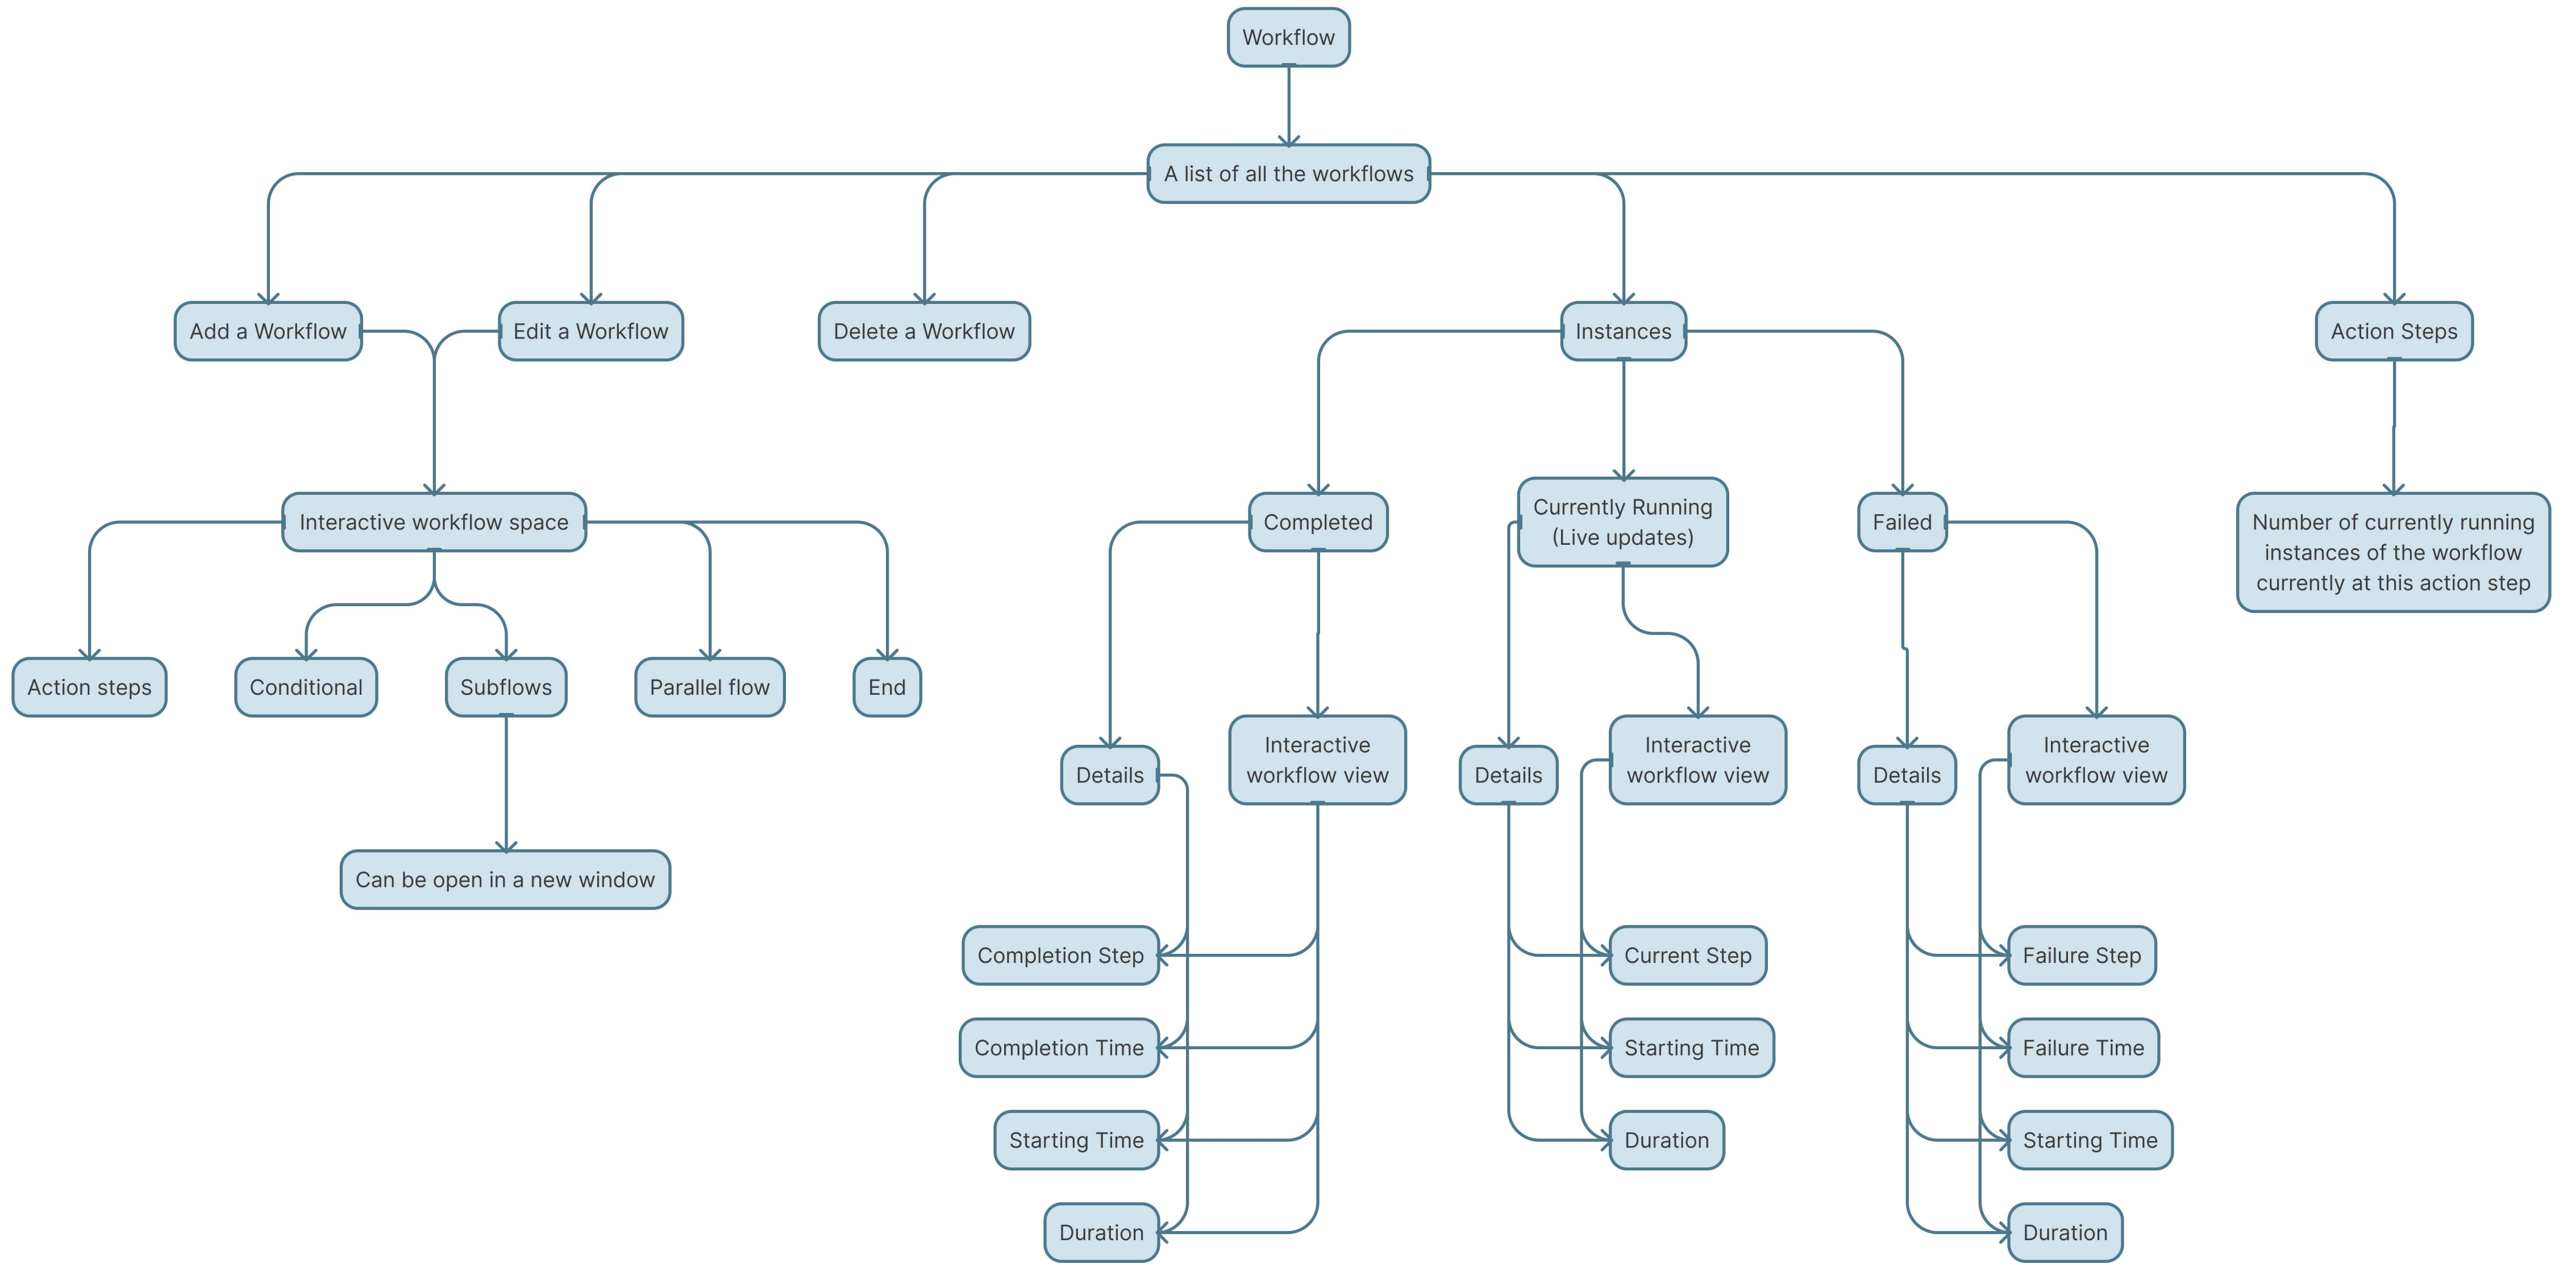 Workflow
A list of all the workflows
Add a Workflow
Edit a Workflow
Delete a Workflow
Instances
Action Steps
Interactive workflow space
Completed
Currently Running
(Live updates)
Failed
Number of currently running
instances of the workflow
currently at this action step
Action steps
Conditional
Subflows
Parallel flow
End
Details
Interactive
workflow view
Details
Interactive
workflow view
Details
Interactive
workflow view
Can be open in a new window
Completion Step
Current Step
Failure Step
Completion Time
Starting Time
Failure Time
Starting Time
Duration
Starting Time
Duration
Duration